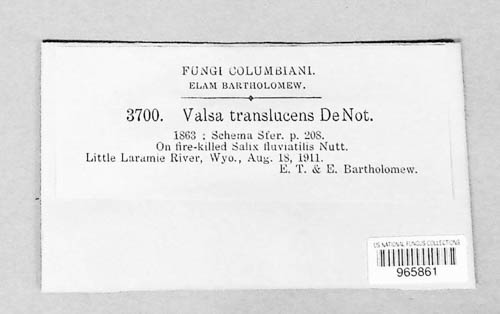 FUNGI COLUMBIANI.
ELAM BARTHOLOMEW.
3700. Valsa translucens De Not.
1863 ; Schema Sfer. p. 208.
On fire-killed Salix fluviatilis Nutt.
Little Laramie River, Wyo., Aug. 18, 1911.
E. T. & E. Bartholomew.
US NATIONAL FUNGUS COLLECTIONS
965861